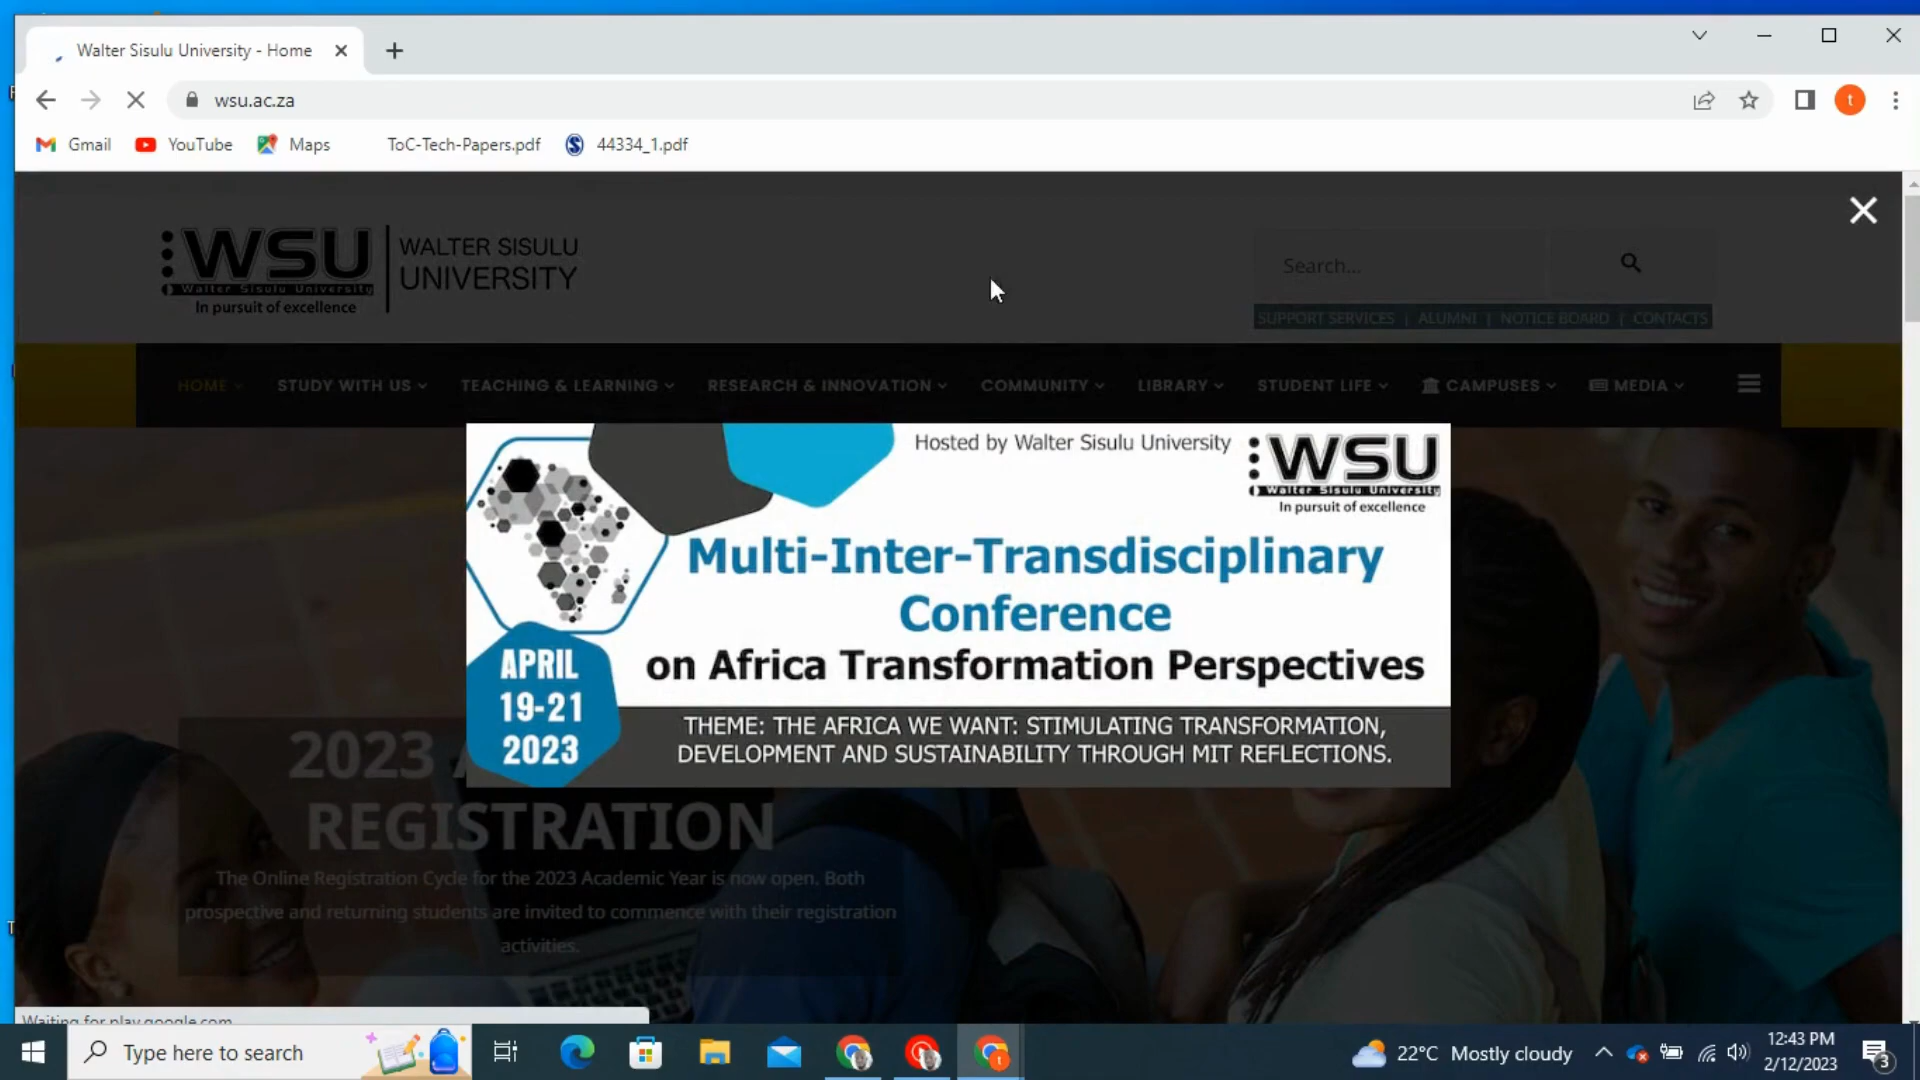 Walter Sisulu University - Home
wsu.ac.za
t
Gmail
YouTube
Maps
ToC-Tech-Papers.pdf
44334_1.pdf
WSU
Walter Sisulu University
In pursuit of excellence
WALTER SISULU
UNIVERSITY
Search...
SUPPORT SERVICES | ALUMNI | NOTICE BOARD | CONTACTS
HOME
STUDY WITH US
TEACHING & LEARNING
RESEARCH & INNOVATION
COMMUNITY
LIBRARY
STUDENT LIFE
CAMPUSES
MEDIA
Hosted by Walter Sisulu University
WSU
Walter Sisulu University
In pursuit of excellence
Multi-Inter-Transdisciplinary
Conference
on Africa Transformation Perspectives
APRIL
19-21
2023
THEME: THE AFRICA WE WANT: STIMULATING TRANSFORMATION,
DEVELOPMENT AND SUSTAINABILITY THROUGH MIT REFLECTIONS.
2023 A
REGISTRATION
The Online Registration Cycle for the 2023 Academic Year is now open. Both
prospective and returning students are invited to commence with their registration
activities.
Waiting for play.google.com
Type here to search
t
22°C Mostly cloudy
12:43 PM
2/12/2023
3